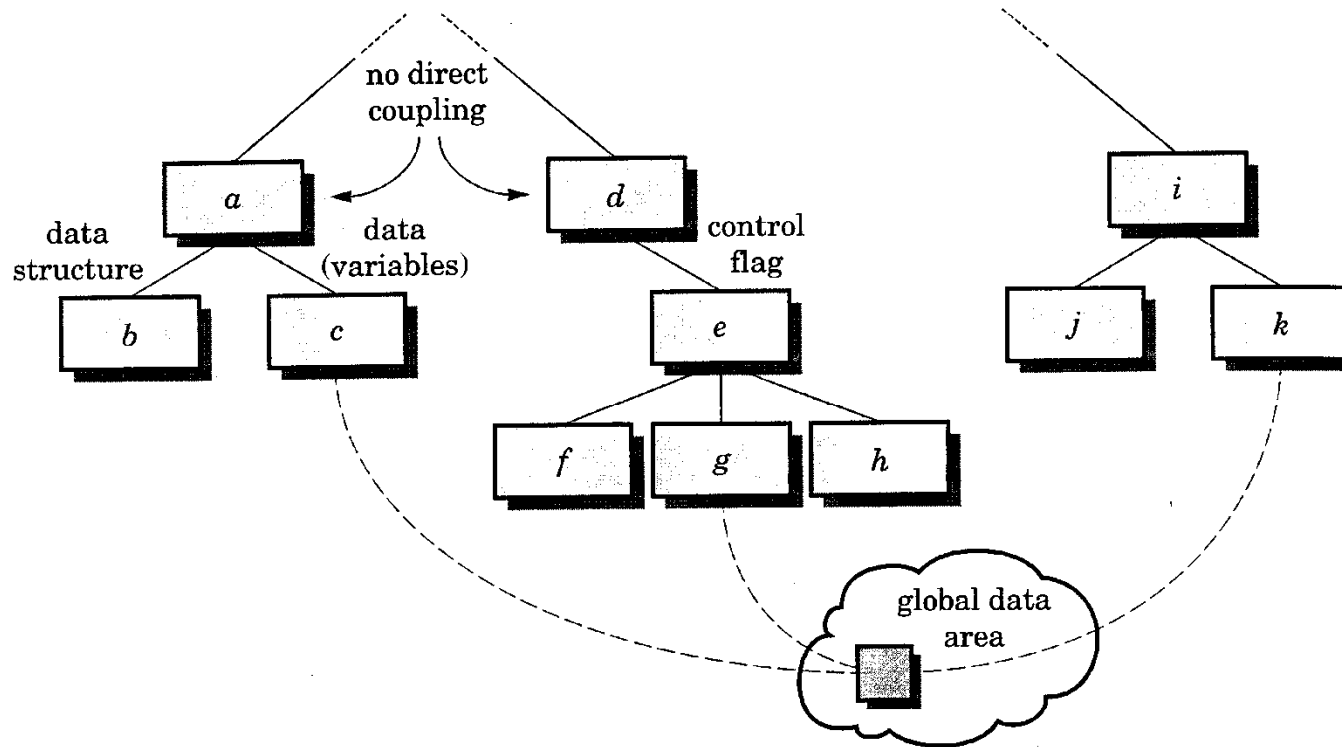 no direct
coupling
a
d
i
data
structure
data
(variables)
control
flag
b
c
e
j
k
f
g
h
global data
area